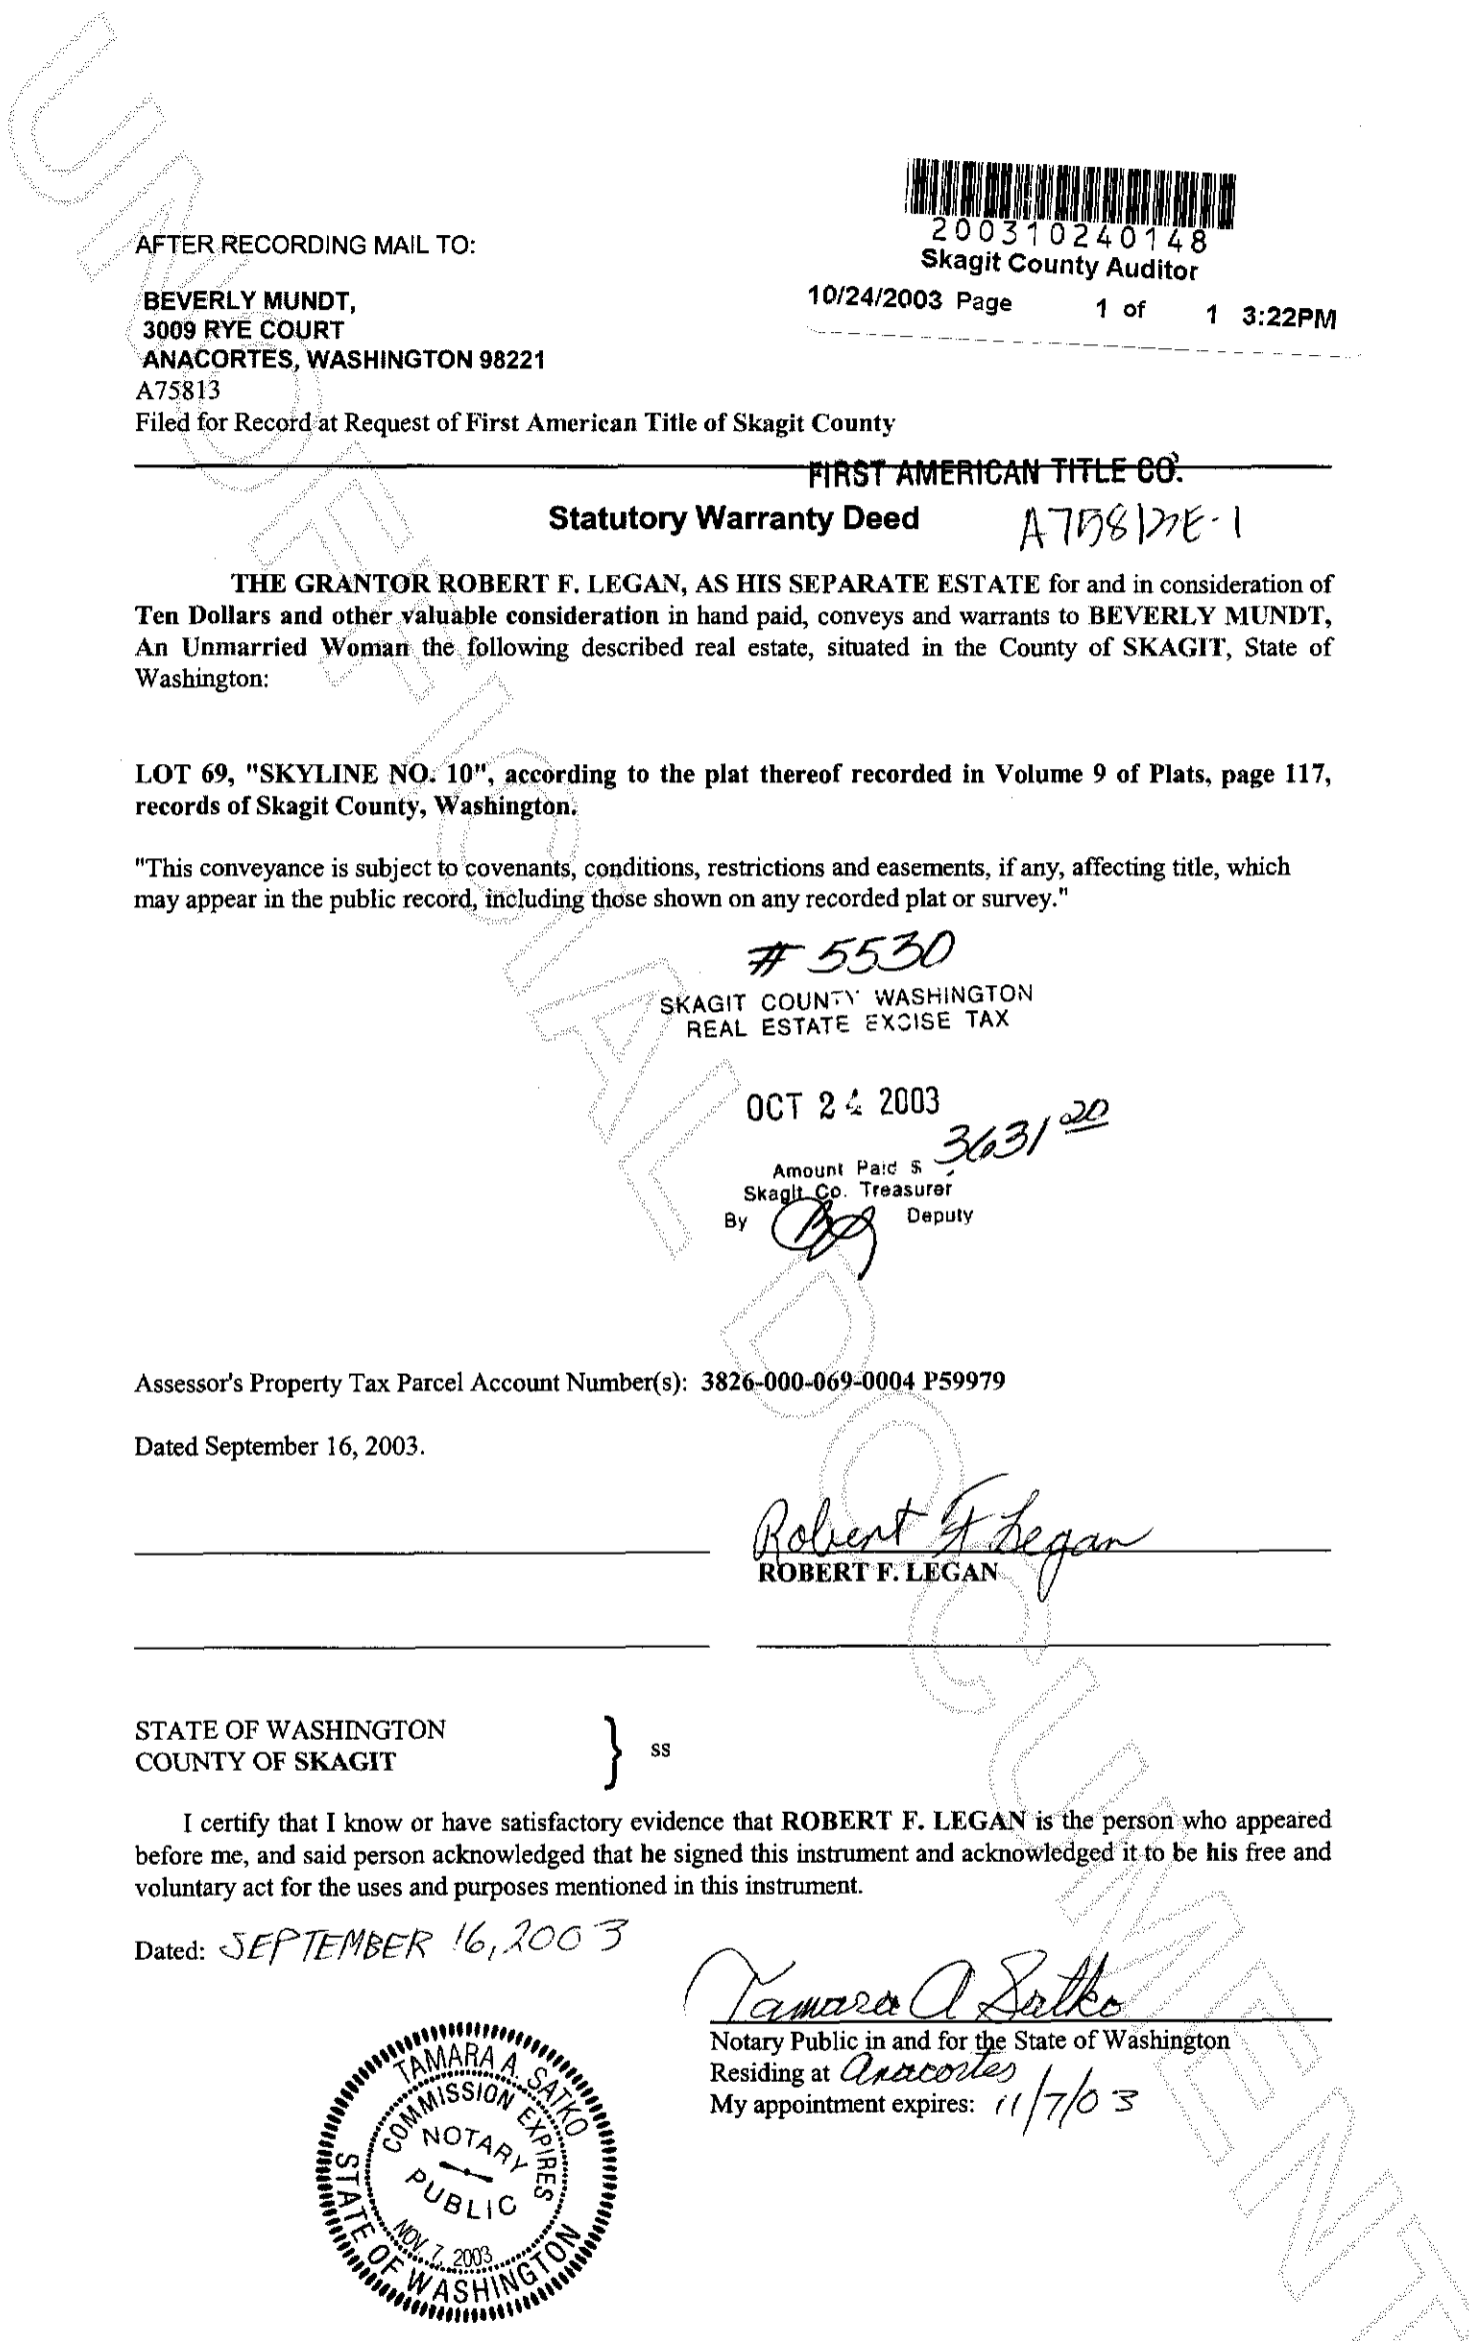 200310240148
Skagit County Auditor
10/24/2003 Page 1 of 1 3:22PM
AFTER RECORDING MAIL TO:
BEVERLY MUNDT,
3009 RYE COURT
ANACORTES, WASHINGTON 98221
A75813
Filed for Record at Request of First American Title of Skagit County
FIRST AMERICAN TITLE CO.
Statutory Warranty Deed
THE GRANTOR ROBERT F. LEGAN, AS HIS SEPARATE ESTATE for and in consideration of
Ten Dollars and other valuable consideration in hand paid, conveys and warrants to BEVERLY MUNDT,
An Unmarried Woman the following described real estate, situated in the County of SKAGIT, State of
Washington:
LOT 69, "SKYLINE NO. 10", according to the plat thereof recorded in Volume 9 of Plats, page 117,
records of Skagit County, Washington.
"This conveyance is subject to covenants, conditions, restrictions and easements, if any, affecting title, which
may appear in the public record, including those shown on any recorded plat or survey."
# 5530
SKAGIT COUNTY WASHINGTON
REAL ESTATE EXCISE TAX
OCT 24 2003
Amount Paid $ 3631 20
Skagit Co. Treasurer
By Deputy
Assessor's Property Tax Parcel Account Number(s): 3826-000-069-0004 P59979
Dated September 16, 2003.
Robert F Legan
ROBERT F. LEGAN
STATE OF WASHINGTON
COUNTY OF SKAGIT
} ss
I certify that I know or have satisfactory evidence that ROBERT F. LEGAN is the person who appeared
before me, and said person acknowledged that he signed this instrument and acknowledged it to be his free and
voluntary act for the uses and purposes mentioned in this instrument.
Dated: SEPTEMBER 16, 2003
Tamara A Satko
Notary Public in and for the State of Washington
Residing at Anacortes
My appointment expires: 11/7/03
TAMARA A. SATKO
COMMISSION EXPIRES
NOTARY
PUBLIC
NOV. 7, 2003
STATE OF WASHINGTON
UNOFFICIAL DOCUMENT